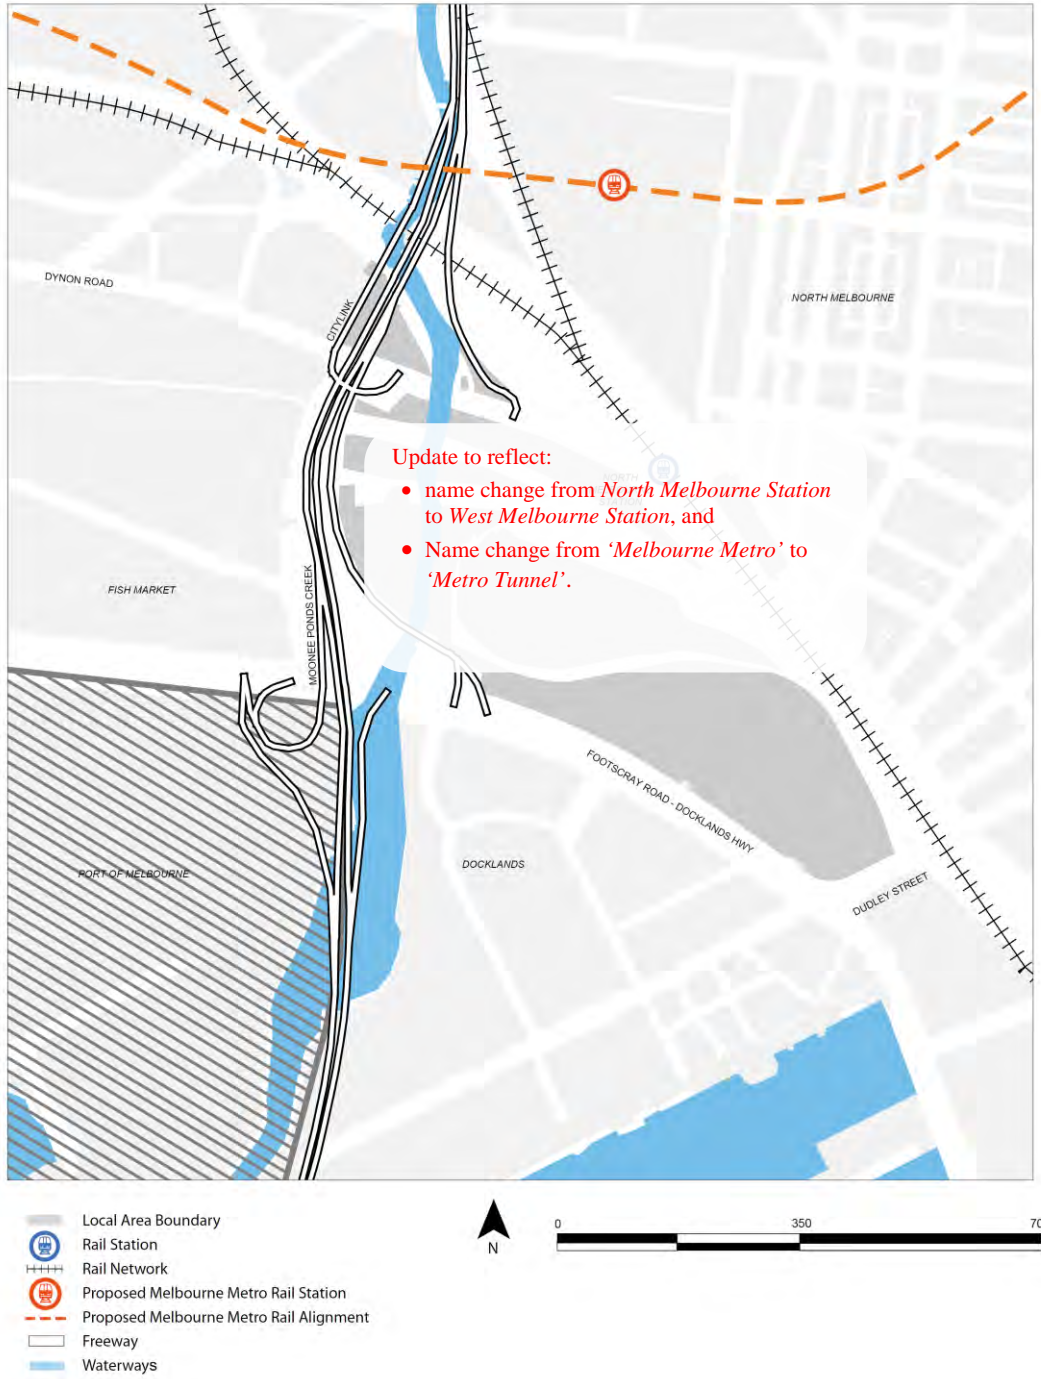 DYNON ROAD
CITYLINK
NORTH MELBOURNE
Update to reflect:
• name change from North Melbourne Station
to West Melbourne Station, and
• Name change from ‘Melbourne Metro’ to
‘Metro Tunnel’.
NORTH
FISH MARKET
MOONEE PONDS CREEK
FOOTSCRAY ROAD - DOCKLANDS HWY
PORT OF MELBOURNE
DOCKLANDS
DUDLEY STREET
Local Area Boundary
Rail Station
Rail Network
Proposed Melbourne Metro Rail Station
Proposed Melbourne Metro Rail Alignment
Freeway
Waterways
N
0 350 70